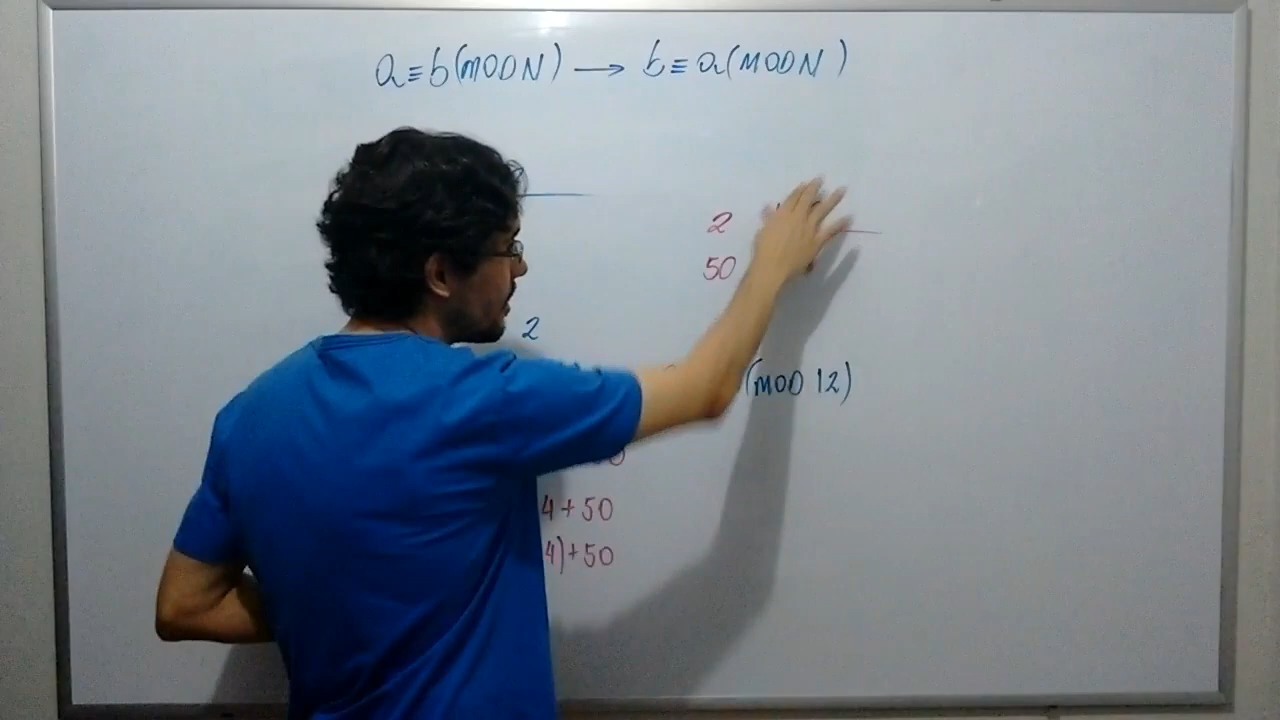 a≡b(MOD N) → b≡a(MOD N)
2
50
2
(MOD 12)
4+50
4)+50